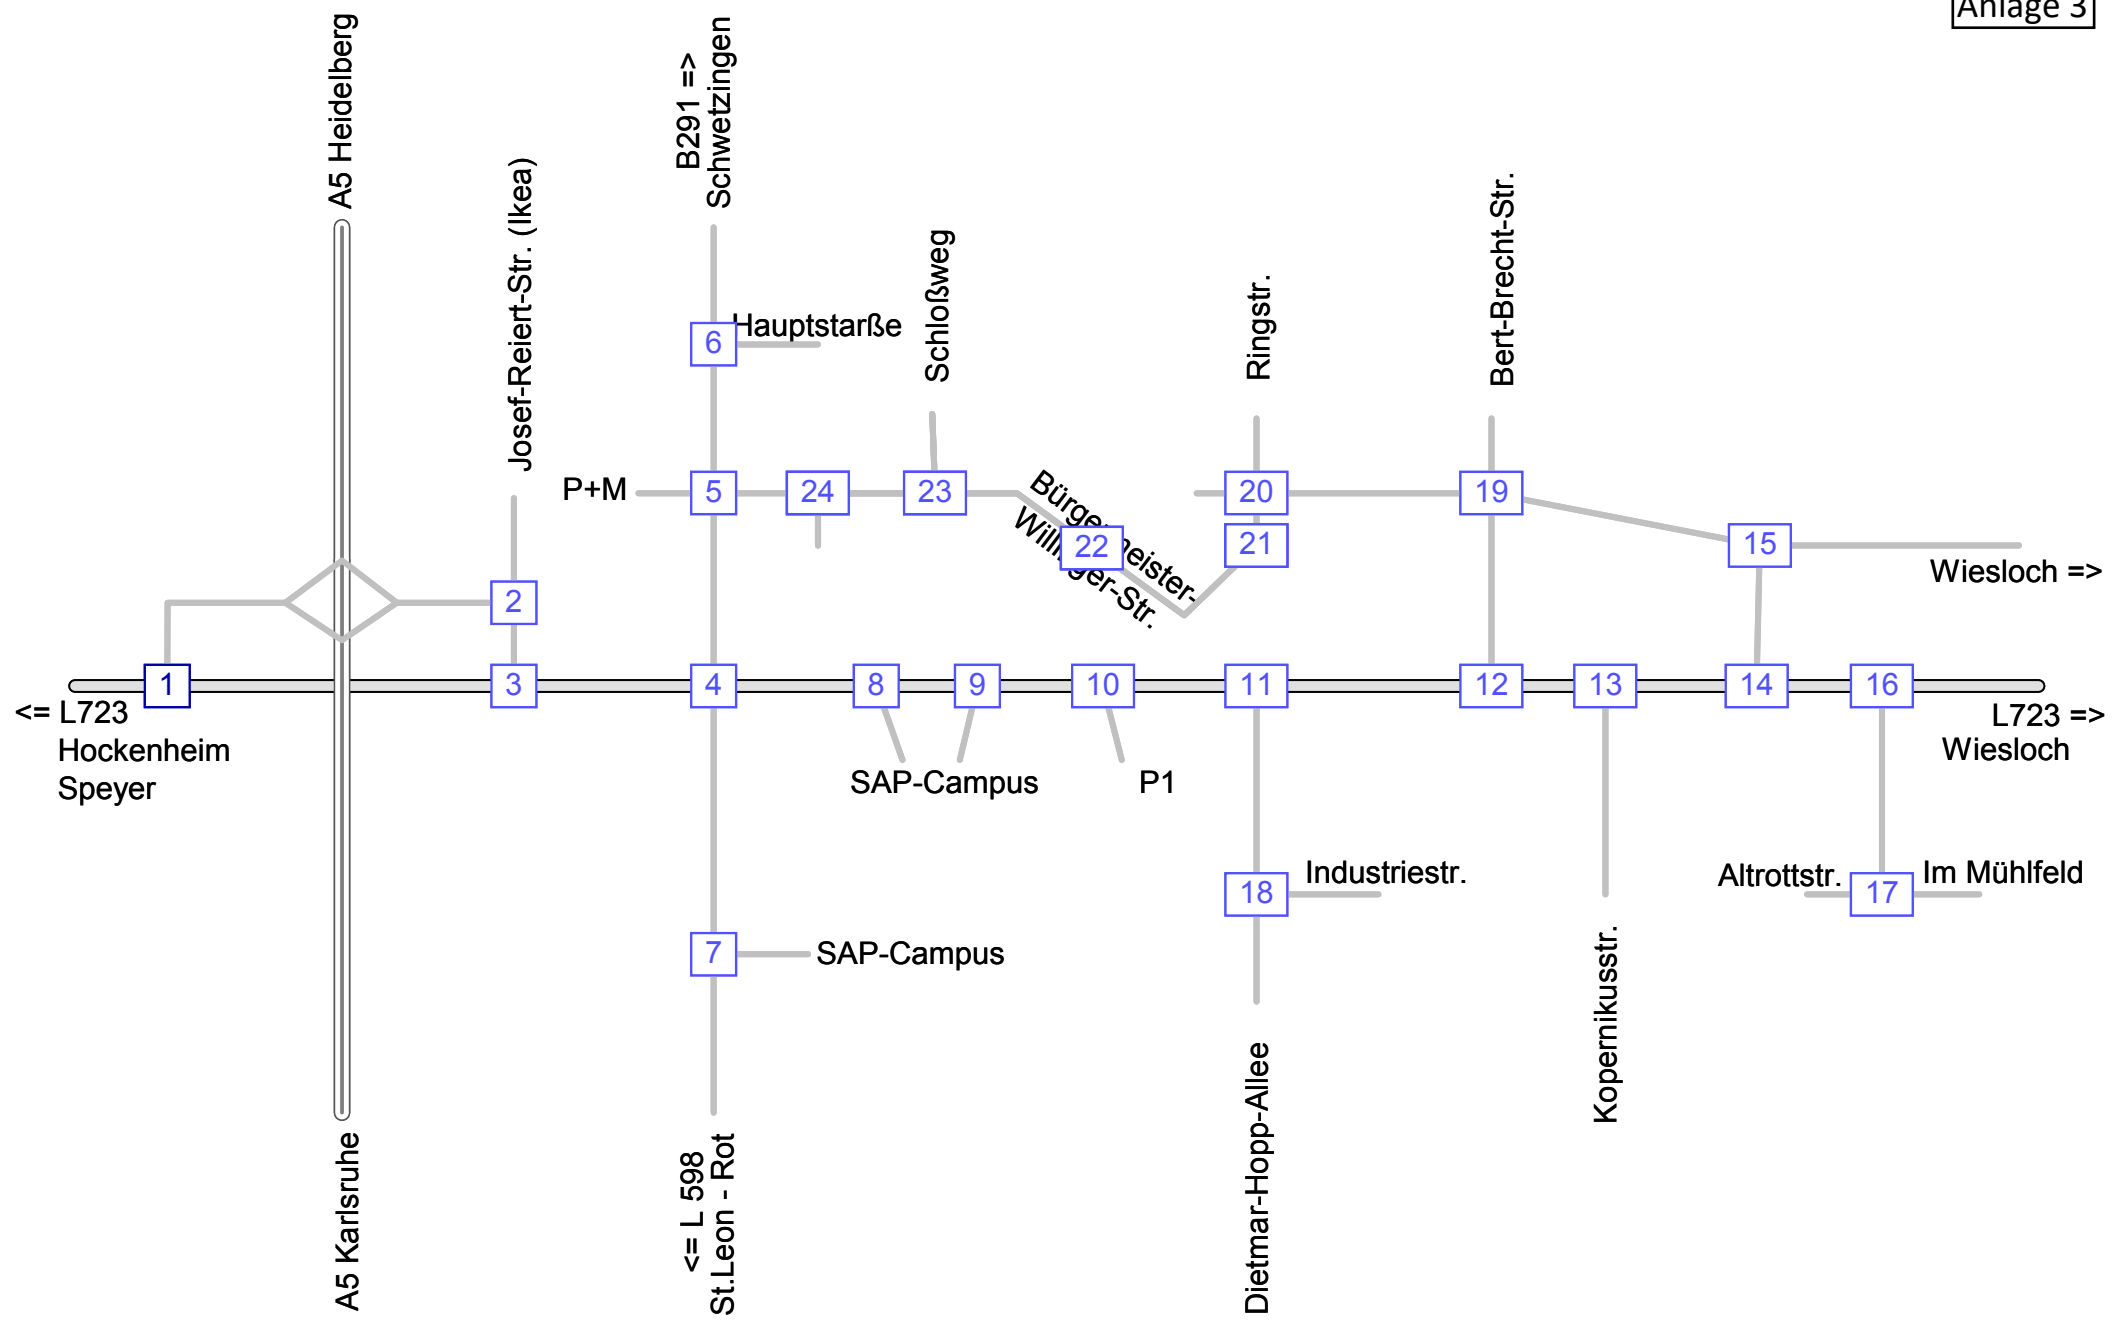 Anlage 3
A5 Heidelberg
B291 =>
Schwetzingen
Josef-Reiert-Str. (Ikea)
Hauptstarße
6
Schloßweg
Ringstr.
Bert-Brecht-Str.
P+M
5
24
23
20
19
Bürgermeister-
Willinger-Str.
22
21
15
Wiesloch =>
2
1
3
4
8
9
10
11
12
13
14
16
<= L723
Hockenheim
Speyer
L723 =>
Wiesloch
SAP-Campus
P1
18
Industriestr.
Altrottstr.
17
Im Mühlfeld
7
SAP-Campus
Kopernikusstr.
Dietmar-Hopp-Allee
A5 Karlsruhe
<= L 598
St.Leon - Rot